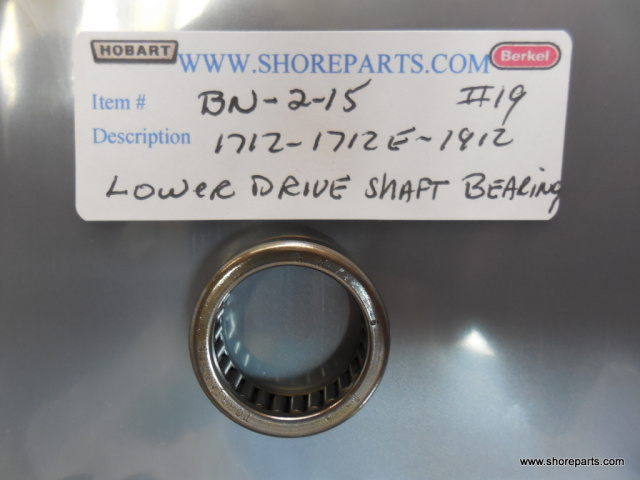 HOBART WWW.SHOREPARTS.COM Berkel
Item # BN-2-15 #19
Description 1712-1712E-1912
LOWER DRIVE SHAFT BEARING
www.shoreparts.com